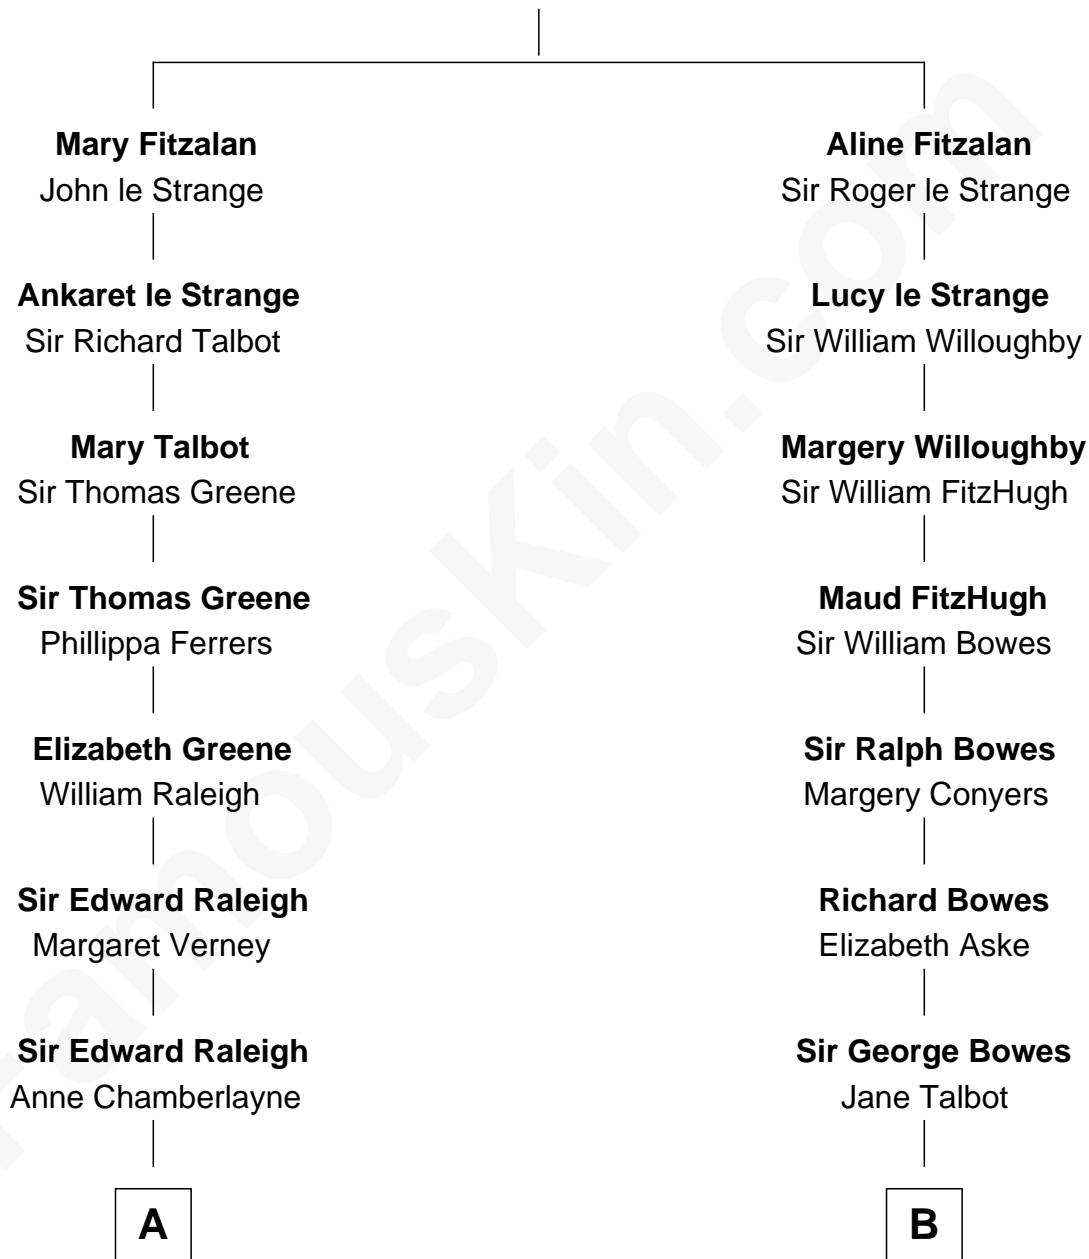 Mary Fitzalan
John le Strange
Ankaret le Strange
Sir Richard Talbot
Mary Talbot
Sir Thomas Greene
Sir Thomas Greene
Phillippa Ferrers
Elizabeth Greene
William Raleigh
Sir Edward Raleigh
Margaret Verney
Sir Edward Raleigh
Anne Chamberlayne
A
Aline Fitzalan
Sir Roger le Strange
Lucy le Strange
Sir William Willoughby
Margery Willoughby
Sir William FitzHugh
Maud FitzHugh
Sir William Bowes
Sir Ralph Bowes
Margery Conyers
Richard Bowes
Elizabeth Aske
Sir George Bowes
Jane Talbot
B
FamousKin.com